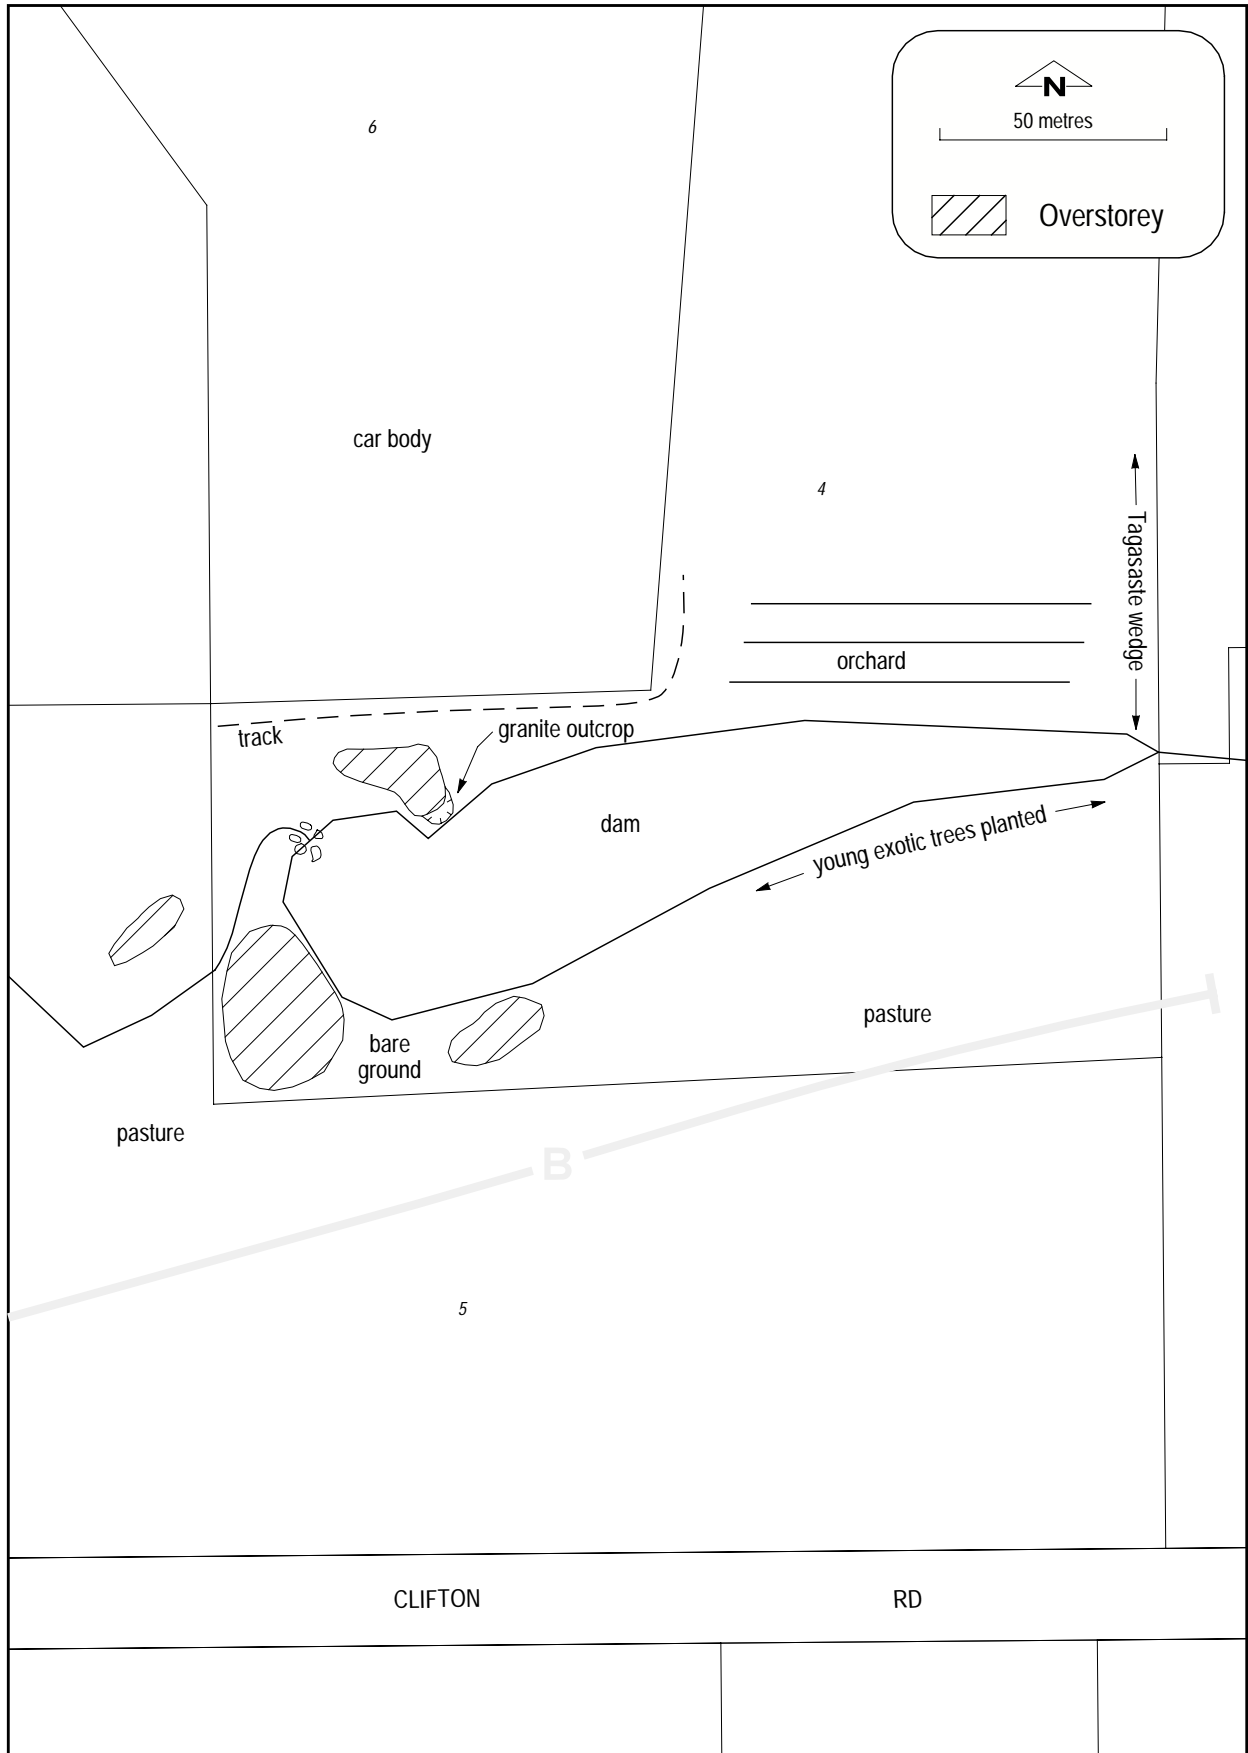 N
50 metres
Overstorey
6
car body
4
Tagasaste wedge
orchard
track
granite outcrop
dam
young exotic trees planted
pasture
bare
ground
pasture
B
5
CLIFTON RD